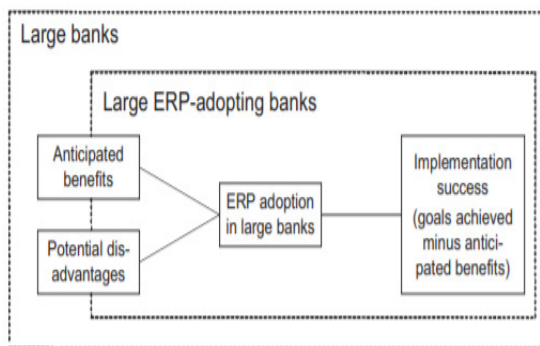 Large banks
Large ERP-adopting banks
Anticipated
benefits
Potential dis-
advantages
ERP adoption
in large banks
Implementation
success
(goals achieved
minus antici-
pated benefits)